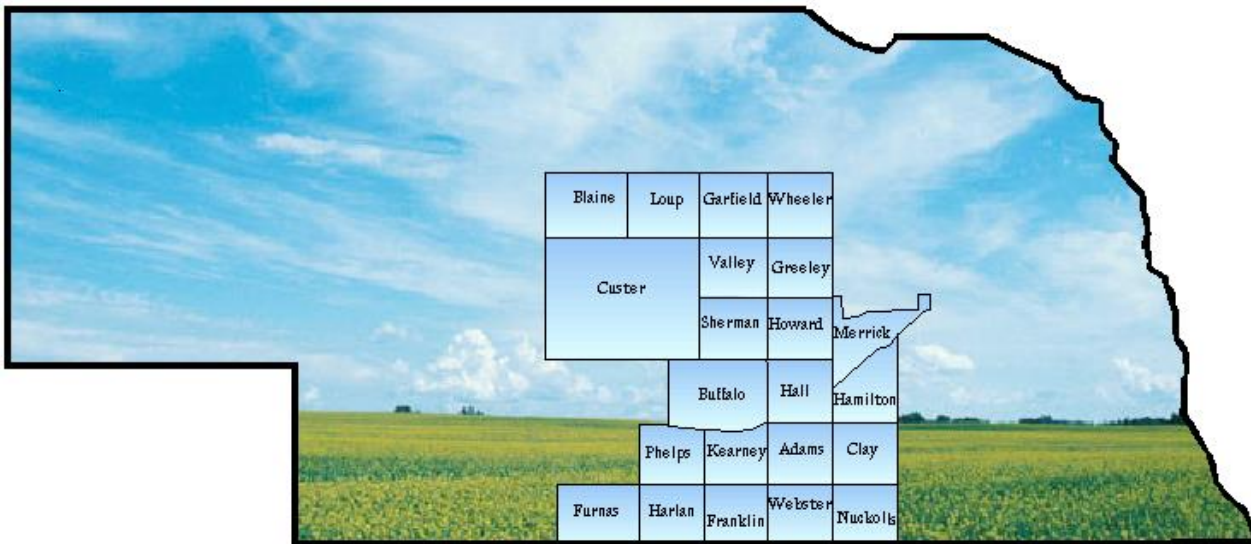 Blaine
Loup
Garfield
Wheeler
Custer
Valley
Greeley
Sherman
Howard
Merrick
Buffalo
Hall
Hamilton
Phelps
Kearney
Adams
Clay
Furnas
Harlan
Franklin
Webster
Nuckolls